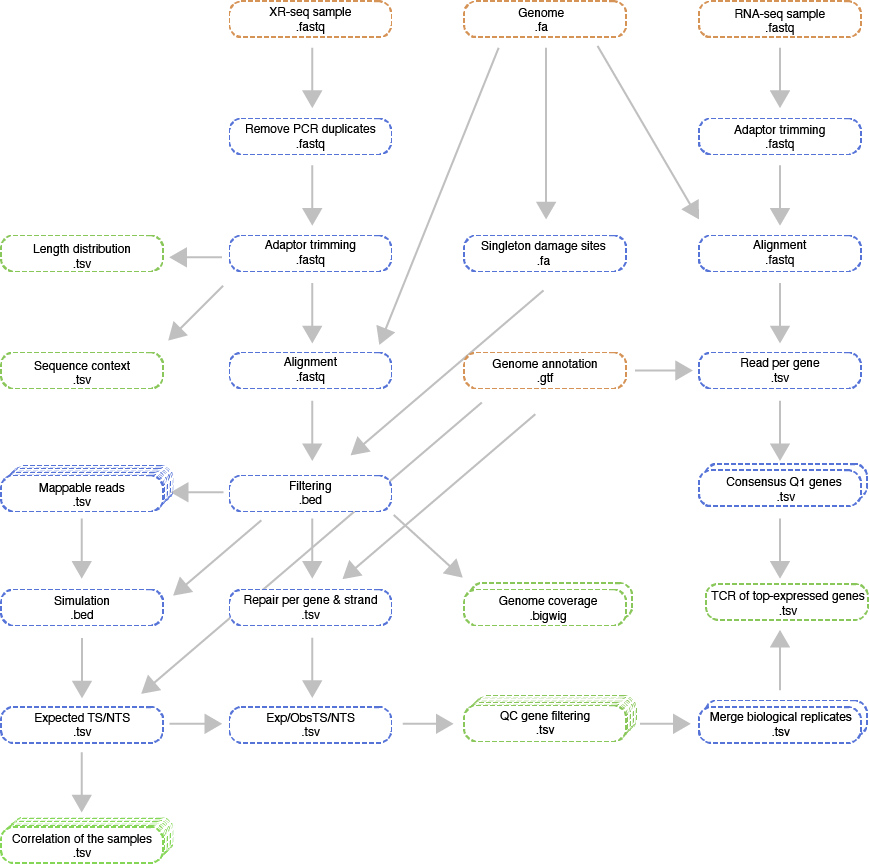 XR-seq sample
.fastq
Genome
.fa
RNA-seq sample
.fastq
Remove PCR duplicates
.fastq
Adaptor trimming
.fastq
Length distribution
.tsv
Adaptor trimming
.fastq
Singleton damage sites
.fa
Alignment
.fastq
Sequence context
.tsv
Alignment
.fastq
Genome annotation
.gtf
Read per gene
.tsv
Mappable reads
.tsv
Filtering
.bed
Consensus Q1 genes
.tsv
Simulation
.bed
Repair per gene & strand
.tsv
Genome coverage
.bigwig
TCR of top-expressed genes
.tsv
Expected TS/NTS
.tsv
Exp/ObsTS/NTS
.tsv
QC gene filtering
.tsv
Merge biological replicates
.tsv
Correlation of the samples
.tsv